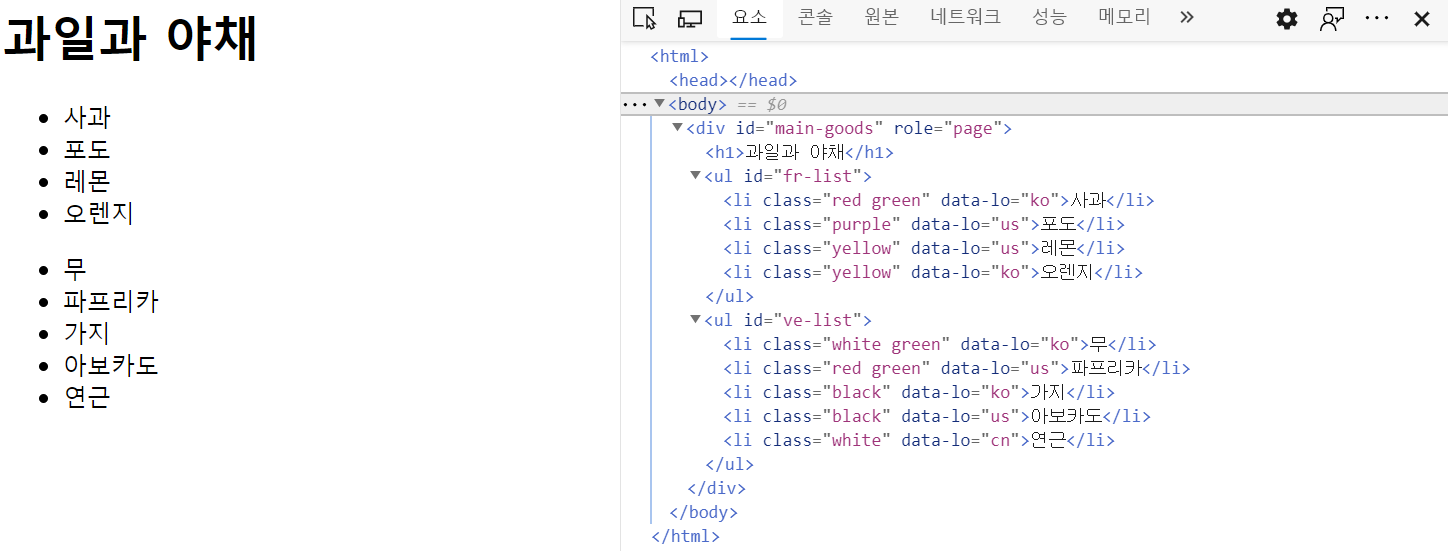 과일과 야채
사과
포도
레몬
오렌지
무
파프리카
가지
아보카도
연근
요소 콘솔 원본 네트워크 성능 메모리
<html>
<head></head>
<body> == $0
<div id="main-goods" role="page">
<h1>과일과 야채</h1>
<ul id="fr-list">
<li class="red green" data-lo="ko">사과</li>
<li class="purple" data-lo="us">포도</li>
<li class="yellow" data-lo="us">레몬</li>
<li class="yellow" data-lo="ko">오렌지</li>
</ul>
<ul id="ve-list">
<li class="white green" data-lo="ko">무</li>
<li class="red green" data-lo="us">파프리카</li>
<li class="black" data-lo="ko">가지</li>
<li class="black" data-lo="us">아보카도</li>
<li class="white" data-lo="cn">연근</li>
</ul>
</div>
</body>
</html>